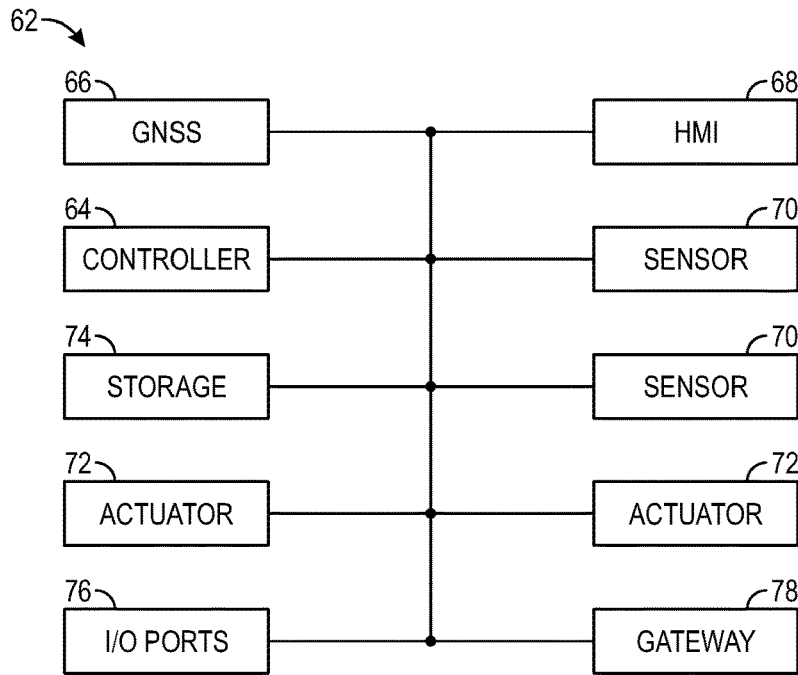 62
66 68
GNSS HMI
64 70
CONTROLLER SENSOR
74 70
STORAGE SENSOR
72 72
ACTUATOR ACTUATOR
76 78
I/O PORTS GATEWAY